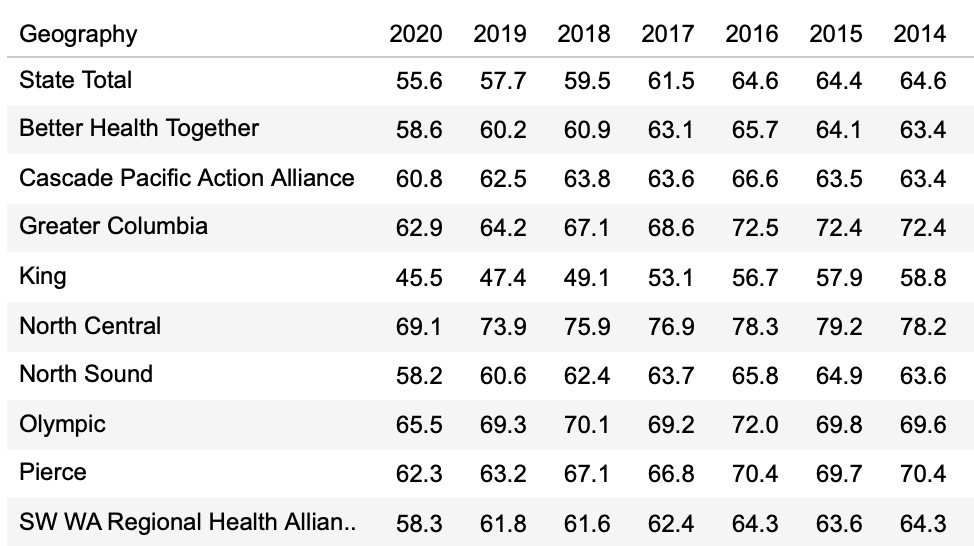 Geography 2020 2019 2018 2017 2016 2015 2014
State Total 55.6 57.7 59.5 61.5 64.6 64.4 64.6
Better Health Together 58.6 60.2 60.9 63.1 65.7 64.1 63.4
Cascade Pacific Action Alliance 60.8 62.5 63.8 63.6 66.6 63.5 63.4
Greater Columbia 62.9 64.2 67.1 68.6 72.5 72.4 72.4
King 45.5 47.4 49.1 53.1 56.7 57.9 58.8
North Central 69.1 73.9 75.9 76.9 78.3 79.2 78.2
North Sound 58.2 60.6 62.4 63.7 65.8 64.9 63.6
Olympic 65.5 69.3 70.1 69.2 72.0 69.8 69.6
Pierce 62.3 63.2 67.1 66.8 70.4 69.7 70.4
SW WA Regional Health Allian.. 58.3 61.8 61.6 62.4 64.3 63.6 64.3